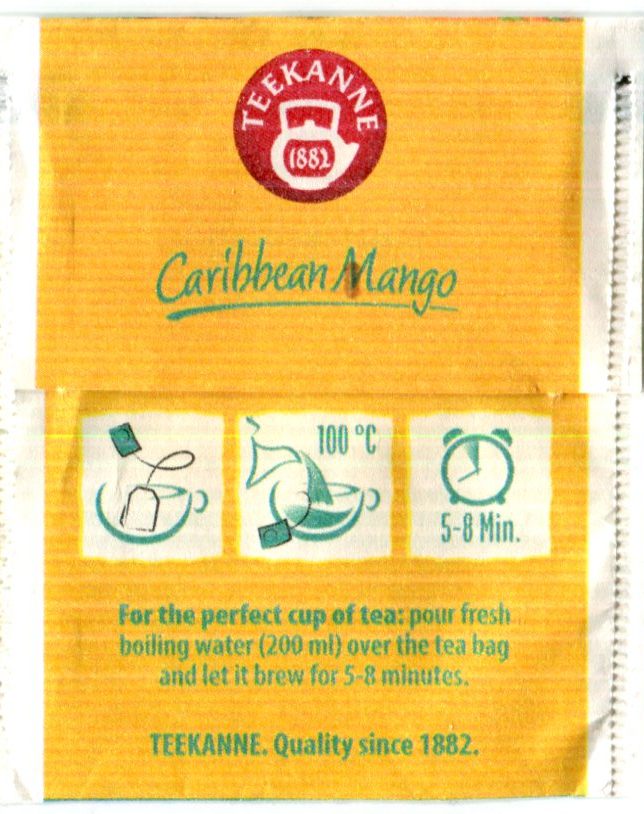 TEEKANNE
1882
Caribbean Mango
100 °C
5-8 Min.
For the perfect cup of tea: pour fresh
boiling water (200 ml) over the tea bag
and let it brew for 5-8 minutes.
TEEKANNE. Quality since 1882.